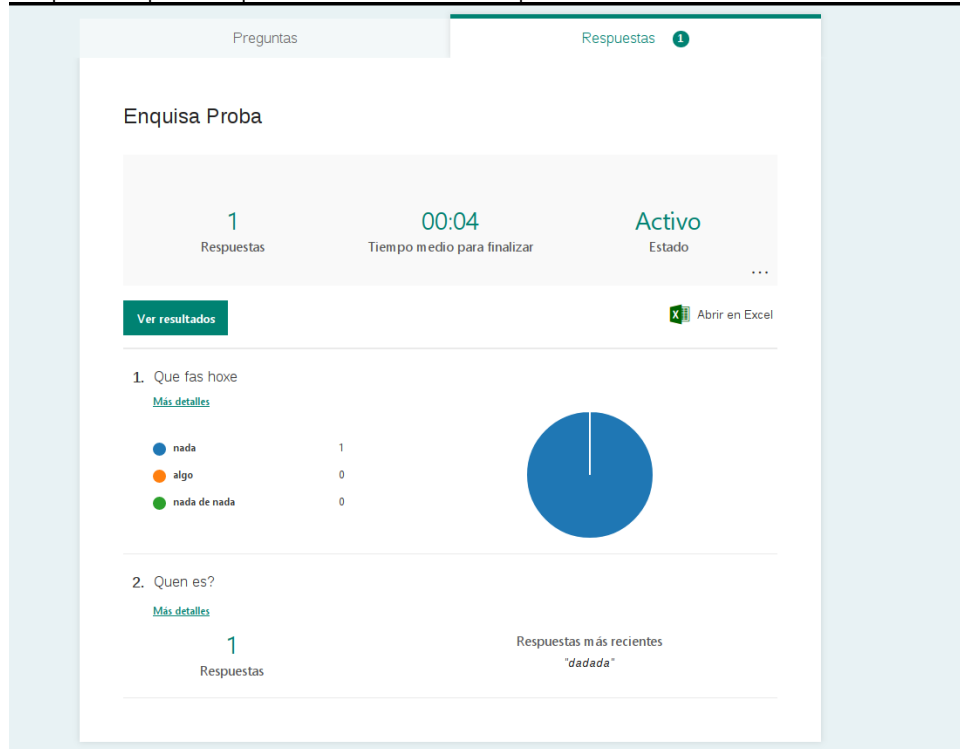 Preguntas
Respuestas 1
Enquisa Proba
1 00:04 Activo
Respuestas Tiempo medio para finalizar Estado
...
Ver resultados Abrir en Excel
1. Que fas hoxe
Más detalles
nada 1
algo 0
nada de nada 0
2. Quen es?
Más detalles
1
Respuestas
Respuestas más recientes
"dadada"